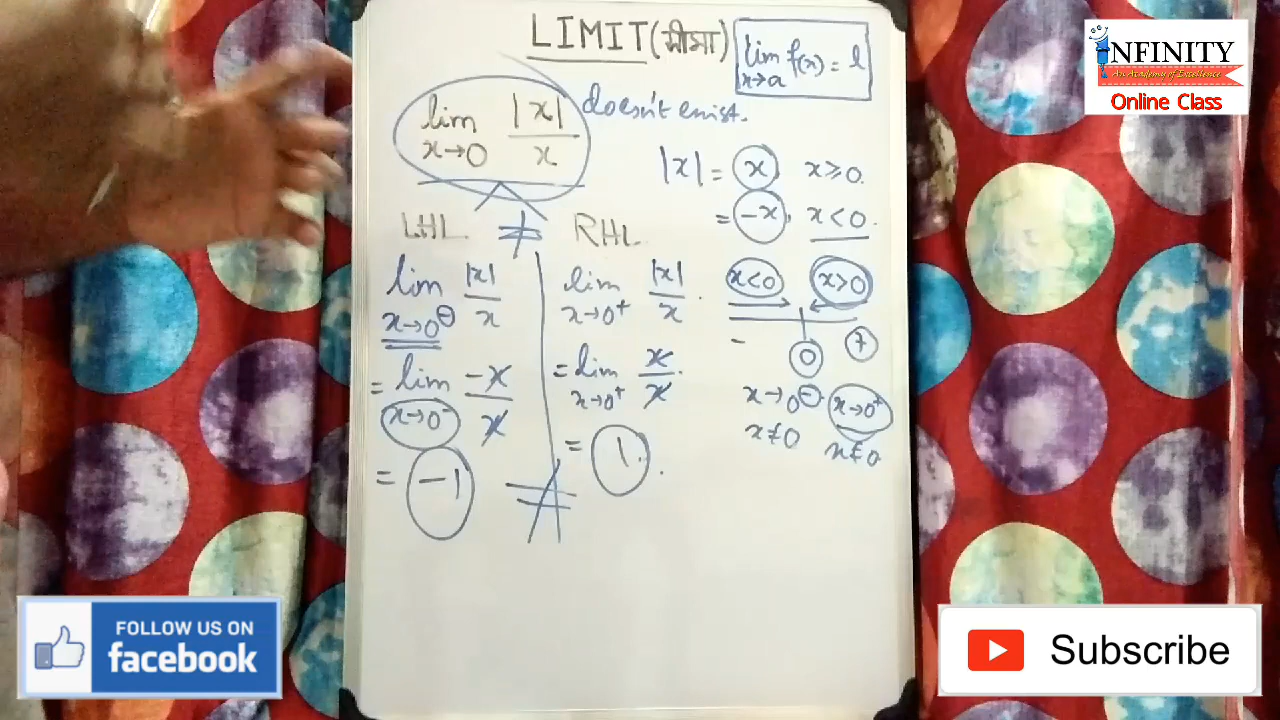 LIMIT(सीमा)
lim f(x) = l
x→a
lim |x|/x doesn't exist.
x→0
|x| = x, x≥0.
= -x, x<0.
LHL ≠ RHL
lim |x|/x
x→0⁻
= lim -x/x
x→0⁻
= -1
≠
lim |x|/x.
x→0⁺
= lim x/x.
x→0⁺
= 1.
x<0 x>0
- 0 +
x→0⁻ x→0⁺
x≠0 x≠0
INFINITY
An Academy of Excellence
Online Class
FOLLOW US ON
facebook
Subscribe